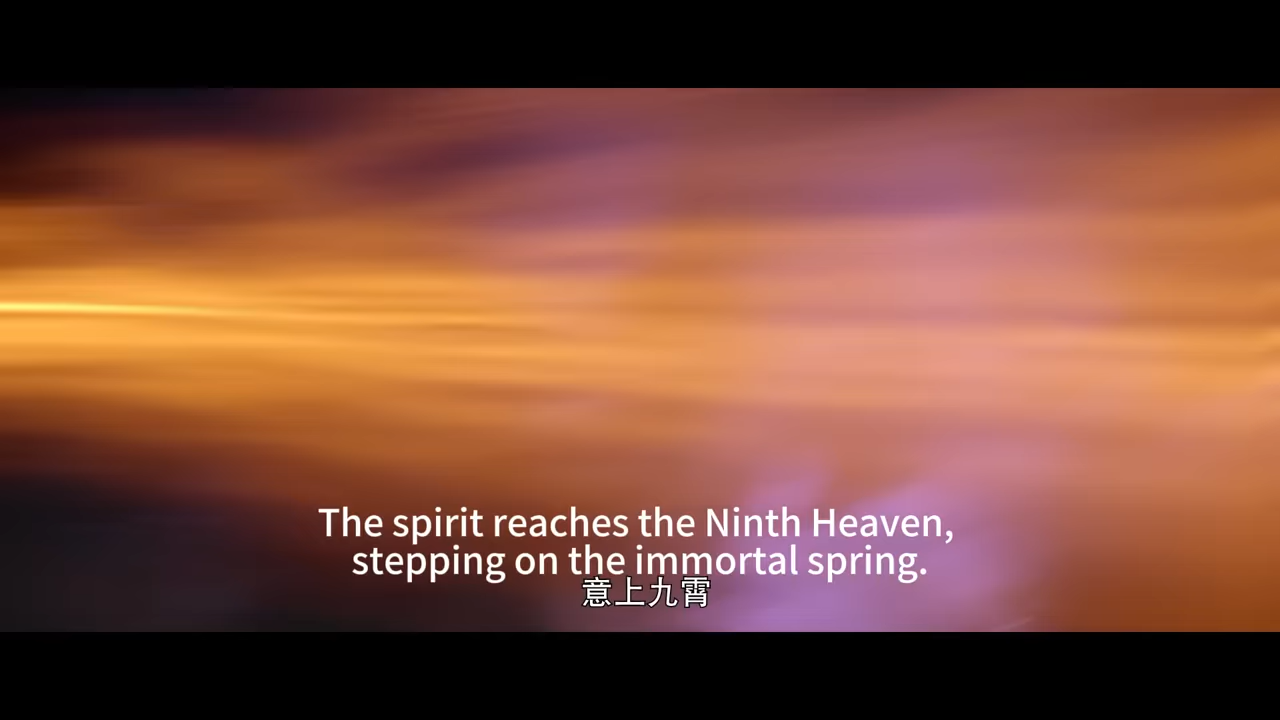 The spirit reaches the Ninth Heaven,
stepping on the immortal spring.
意上九霄